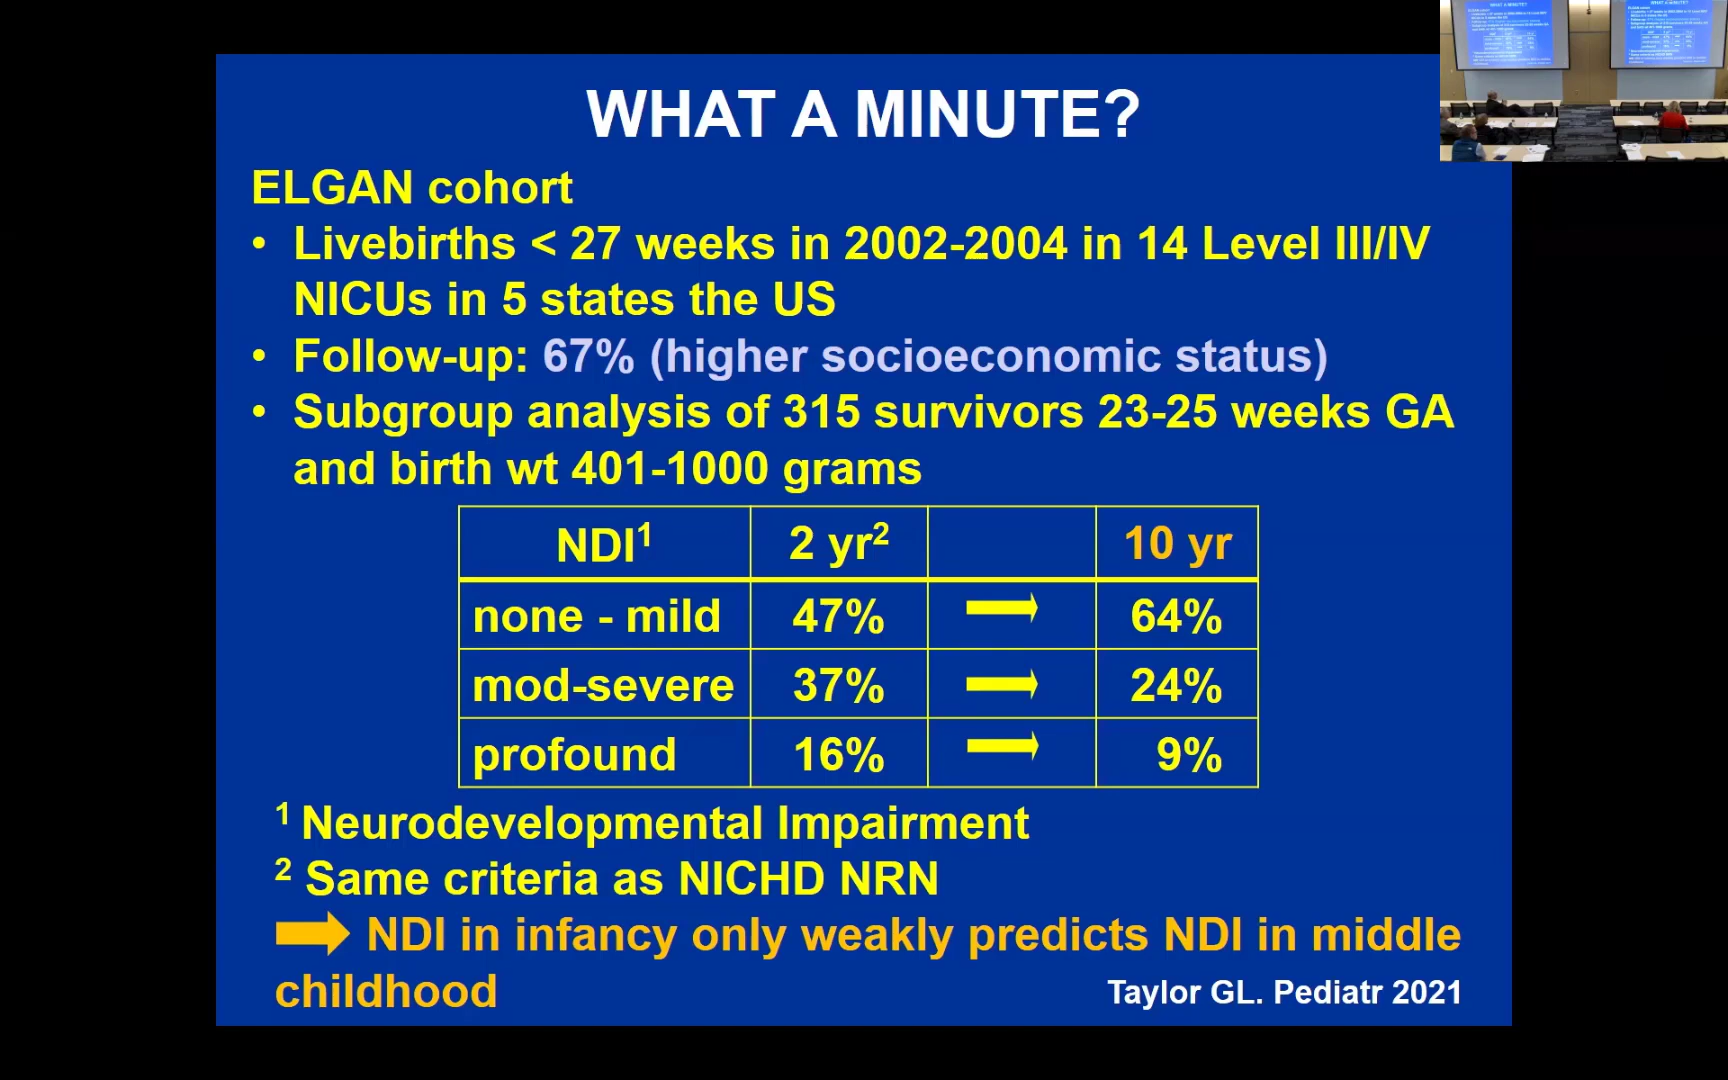 WHAT A MINUTE?
ELGAN cohort
• Livebirths < 27 weeks in 2002-2004 in 14 Level III/IV
NICUs in 5 states the US
• Follow-up: 67% (higher socioeconomic status)
• Subgroup analysis of 315 survivors 23-25 weeks GA
and birth wt 401-1000 grams
NDI¹ 2 yr² 10 yr
none - mild 47% 64%
mod-severe 37% 24%
profound 16% 9%
¹ Neurodevelopmental Impairment
² Same criteria as NICHD NRN
NDI in infancy only weakly predicts NDI in middle
childhood
Taylor GL. Pediatr 2021